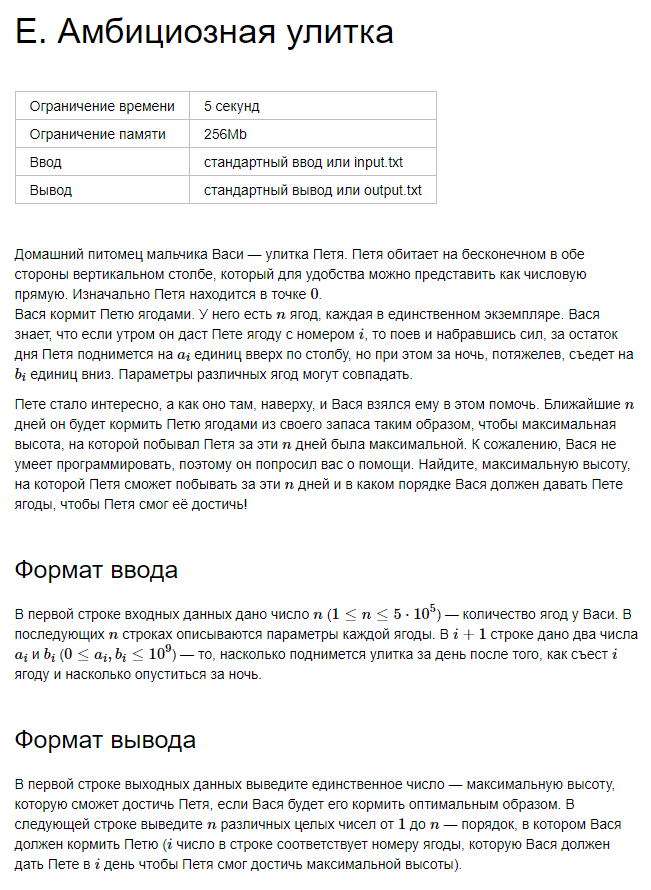 E. Амбициозная улитка
Ограничение времени 5 секунд
Ограничение памяти 256Mb
Ввод стандартный ввод или input.txt
Вывод стандартный вывод или output.txt
Домашний питомец мальчика Васи — улитка Петя. Петя обитает на бесконечном в обе
стороны вертикальном столбе, который для удобства можно представить как числовую
прямую. Изначально Петя находится в точке 0.
Вася кормит Петю ягодами. У него есть n ягод, каждая в единственном экземпляре. Вася
знает, что если утром он даст Пете ягоду с номером i, то поев и набравшись сил, за остаток
дня Петя поднимется на a_i единиц вверх по столбу, но при этом за ночь, потяжелев, съедет на
b_i единиц вниз. Параметры различных ягод могут совпадать.
Пете стало интересно, а как оно там, наверху, и Вася взялся ему в этом помочь. Ближайшие n
дней он будет кормить Петю ягодами из своего запаса таким образом, чтобы максимальная
высота, на которой побывал Петя за эти n дней была максимальной. К сожалению, Вася не
умеет программировать, поэтому он попросил вас о помощи. Найдите, максимальную высоту,
на которой Петя сможет побывать за эти n дней и в каком порядке Вася должен давать Пете
ягоды, чтобы Петя смог её достичь!
Формат ввода
В первой строке входных данных дано число n (1 ≤ n ≤ 5 · 10^5) — количество ягод у Васи. В
последующих n строках описываются параметры каждой ягоды. В i + 1 строке дано два числа
a_i и b_i (0 ≤ a_i, b_i ≤ 10^9) — то, насколько поднимется улитка за день после того, как съест i
ягоду и насколько опуститься за ночь.
Формат вывода
В первой строке выходных данных выведите единственное число — максимальную высоту,
которую сможет достичь Петя, если Вася будет его кормить оптимальным образом. В
следующей строке выведите n различных целых чисел от 1 до n — порядок, в котором Вася
должен кормить Петю (i число в строке соответствует номеру ягоды, которую Вася должен
дать Пете в i день чтобы Петя смог достичь максимальной высоты).